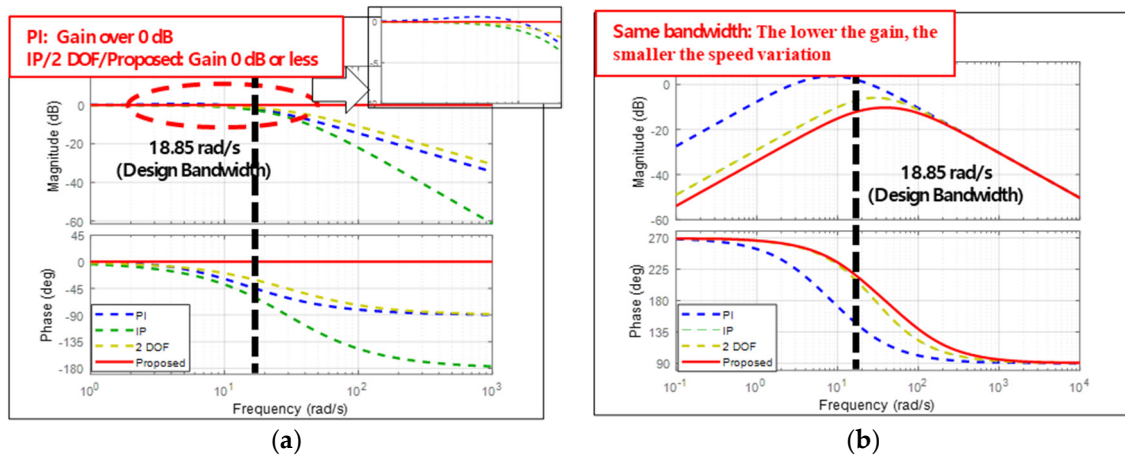 PI: Gain over 0 dB
IP/2 DOF/Proposed: Gain 0 dB or less
0
-20
-40
-60
Magnitude (dB)
18.85 rad/s
(Design Bandwidth)
45
0
-45
-90
-135
-180
Phase (deg)
PI
IP
2 DOF
Proposed
10^0
10^1
10^2
10^3
Frequency (rad/s)
(a)
Same bandwidth: The lower the gain, the
smaller the speed variation
0
-20
-40
-60
Magnitude (dB)
18.85 rad/s
(Design Bandwidth)
270
225
180
135
90
Phase (deg)
PI
IP
2 DOF
Proposed
10^-1
10^0
10^1
10^2
10^3
10^4
Frequency (rad/s)
(b)